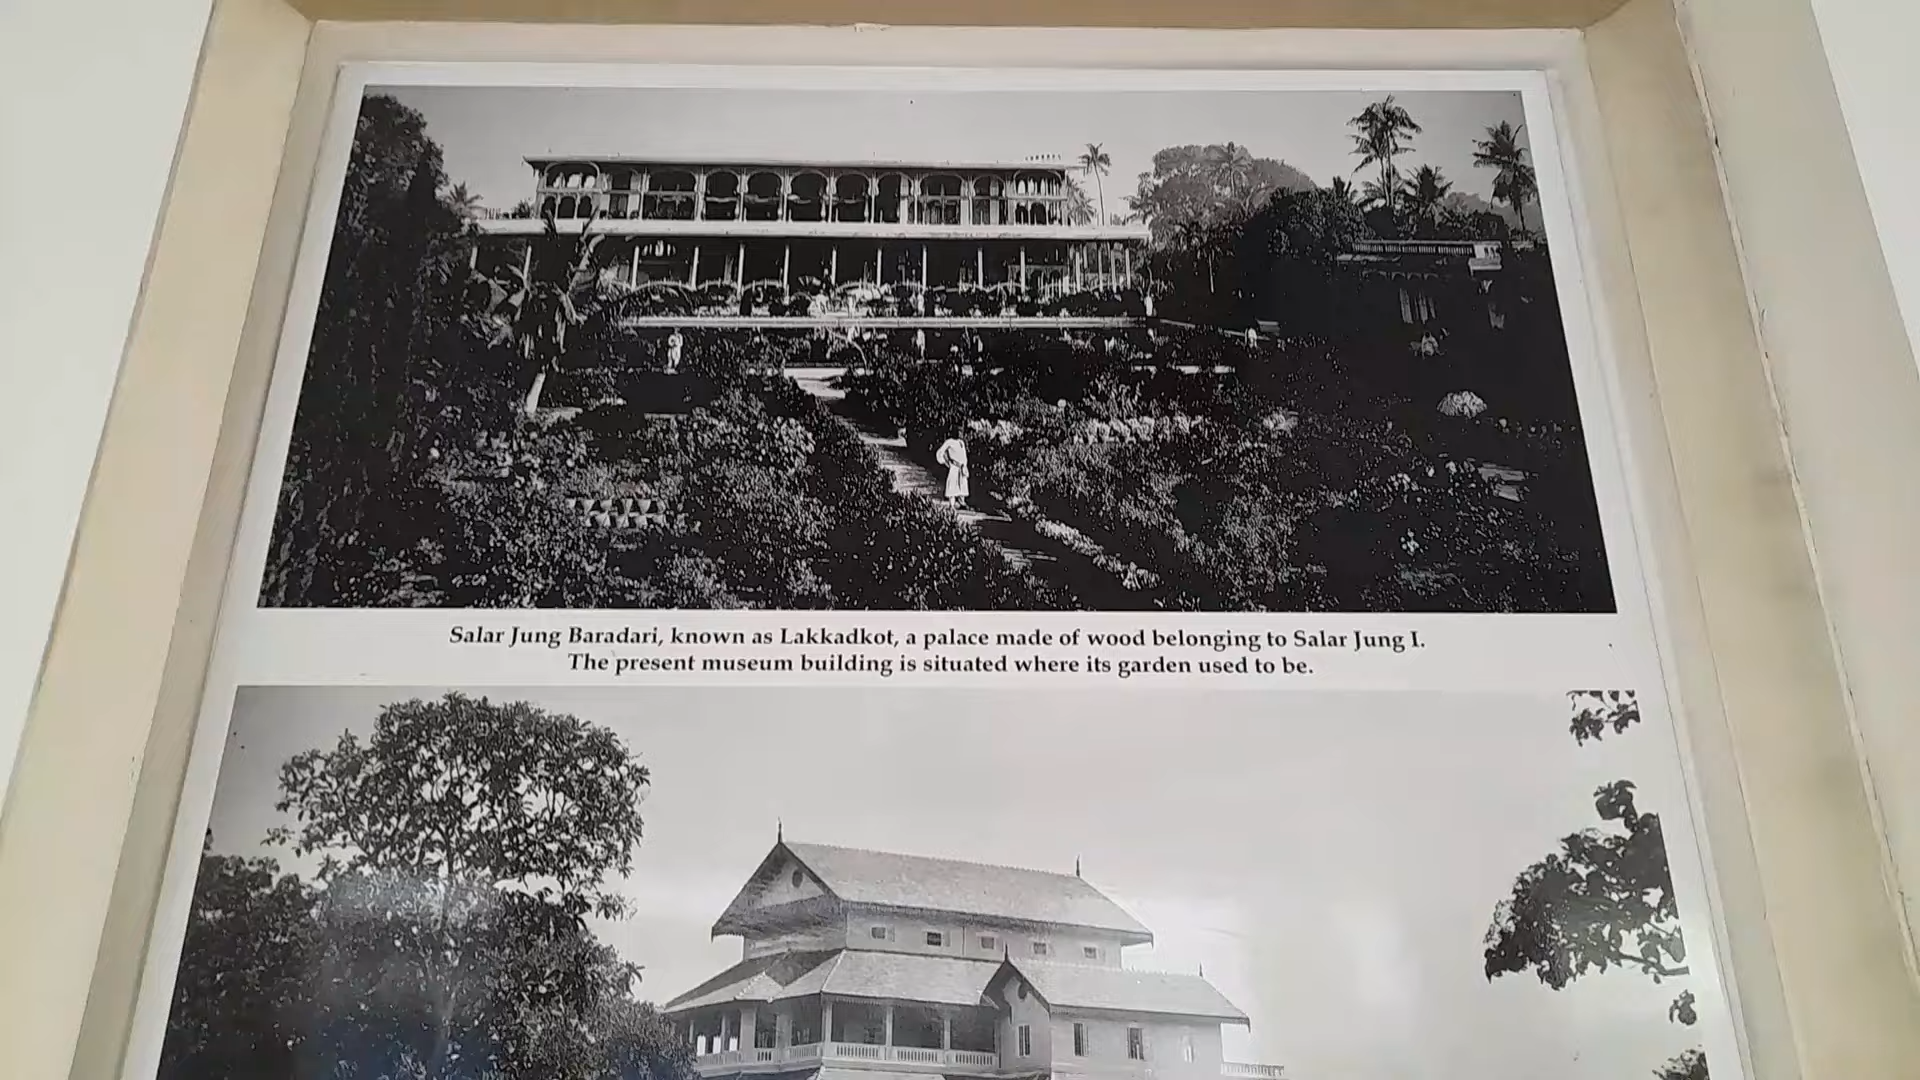 Salar Jung Baradari, known as Lakkadkot, a palace made of wood belonging to Salar Jung I.
The present museum building is situated where its garden used to be.